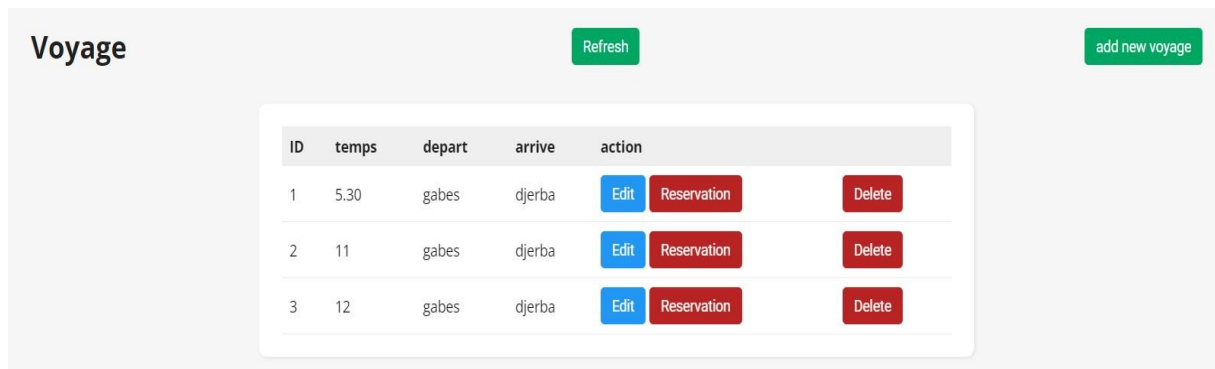 Voyage Refresh add new voyage
ID temps depart arrive action
1 5.30 gabes djerba Edit Reservation Delete
2 11 gabes djerba Edit Reservation Delete
3 12 gabes djerba Edit Reservation Delete